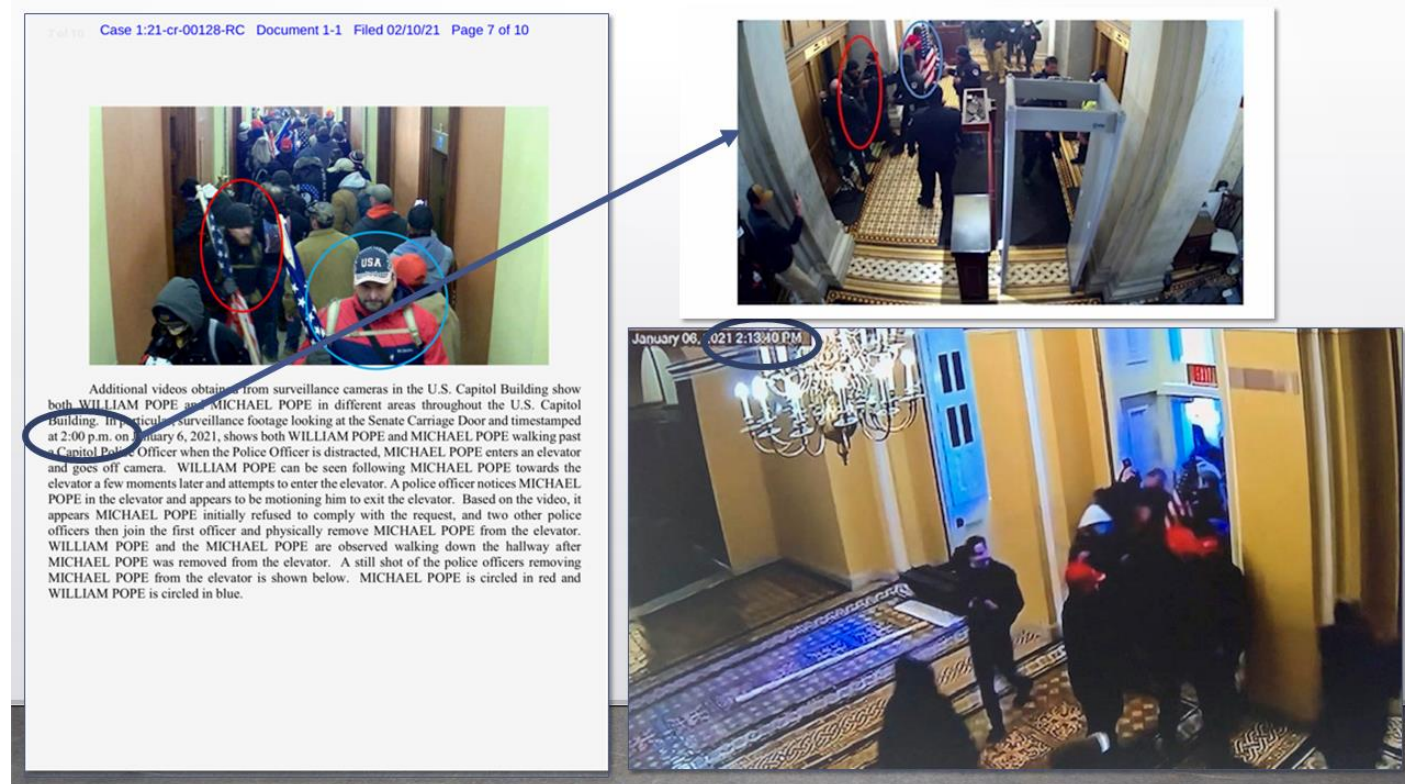 Case 1:21-cr-00128-RC Document 1-1 Filed 02/10/21 Page 7 of 10
USA
Additional videos obtained from surveillance cameras in the U.S. Capitol Building show
both WILLIAM POPE and MICHAEL POPE in different areas throughout the U.S. Capitol
Building. In particular, surveillance footage looking at the Senate Carriage Door and timestamped
at 2:00 p.m. on January 6, 2021, shows both WILLIAM POPE and MICHAEL POPE walking past
a Capitol Police Officer when the Police Officer is distracted, MICHAEL POPE enters an elevator
and goes off camera. WILLIAM POPE can be seen following MICHAEL POPE towards the
elevator a few moments later and attempts to enter the elevator. A police officer notices MICHAEL
POPE in the elevator and appears to be motioning him to exit the elevator. Based on the video, it
appears MICHAEL POPE initially refused to comply with the request, and two other police
officers then join the first officer and physically remove MICHAEL POPE from the elevator.
WILLIAM POPE and the MICHAEL POPE are observed walking down the hallway after
MICHAEL POPE was removed from the elevator. A still shot of the police officers removing
MICHAEL POPE from the elevator is shown below. MICHAEL POPE is circled in red and
WILLIAM POPE is circled in blue.
January 06, 2021 2:13:40 PM
EXIT